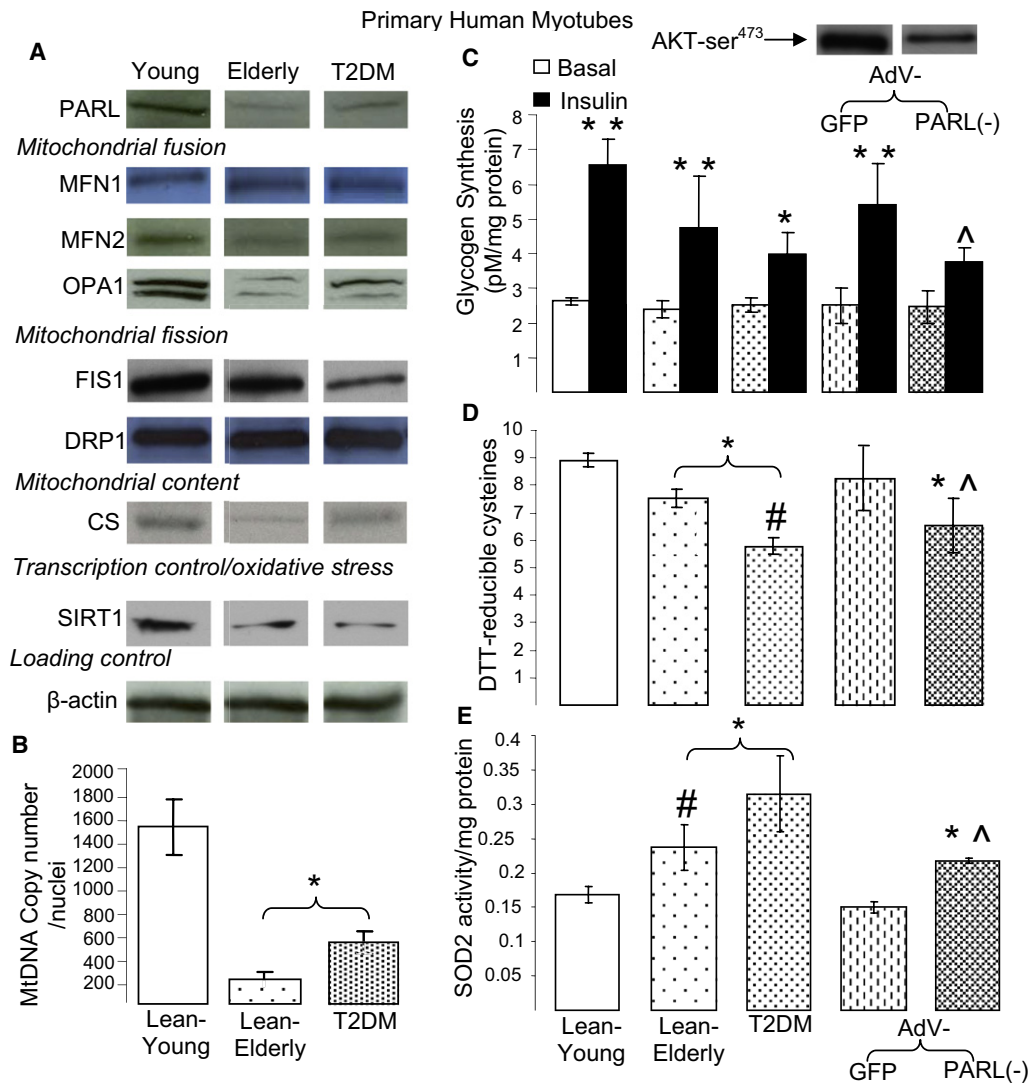 Primary Human Myotubes
A
Young Elderly T2DM
PARL
Mitochondrial fusion
MFN1
MFN2
OPA1
Mitochondrial fission
FIS1
DRP1
Mitochondrial content
CS
Transcription control/oxidative stress
SIRT1
Loading control
β-actin
B
MtDNA Copy number
/nuclei
2000
1800
1600
1400
1200
1000
800
600
400
200
*
Lean-
Young
Lean-
Elderly
T2DM
AKT-ser⁴⁷³
AdV-
GFP PARL(-)
C
Basal
Insulin
Glycogen Synthesis
(pM/mg protein)
8
7
6
5
4
3
2
1
* *
* *
*
* *
^
D
DTT-reducible cysteines
10
9
8
7
6
5
4
3
2
1
*
#
* ^
E
SOD2 activity/mg protein
0.4
0.35
0.3
0.25
0.2
0.15
0.1
0.05
#
*
* ^
Lean-
Young
Lean-
Elderly
T2DM
AdV-
GFP PARL(-)